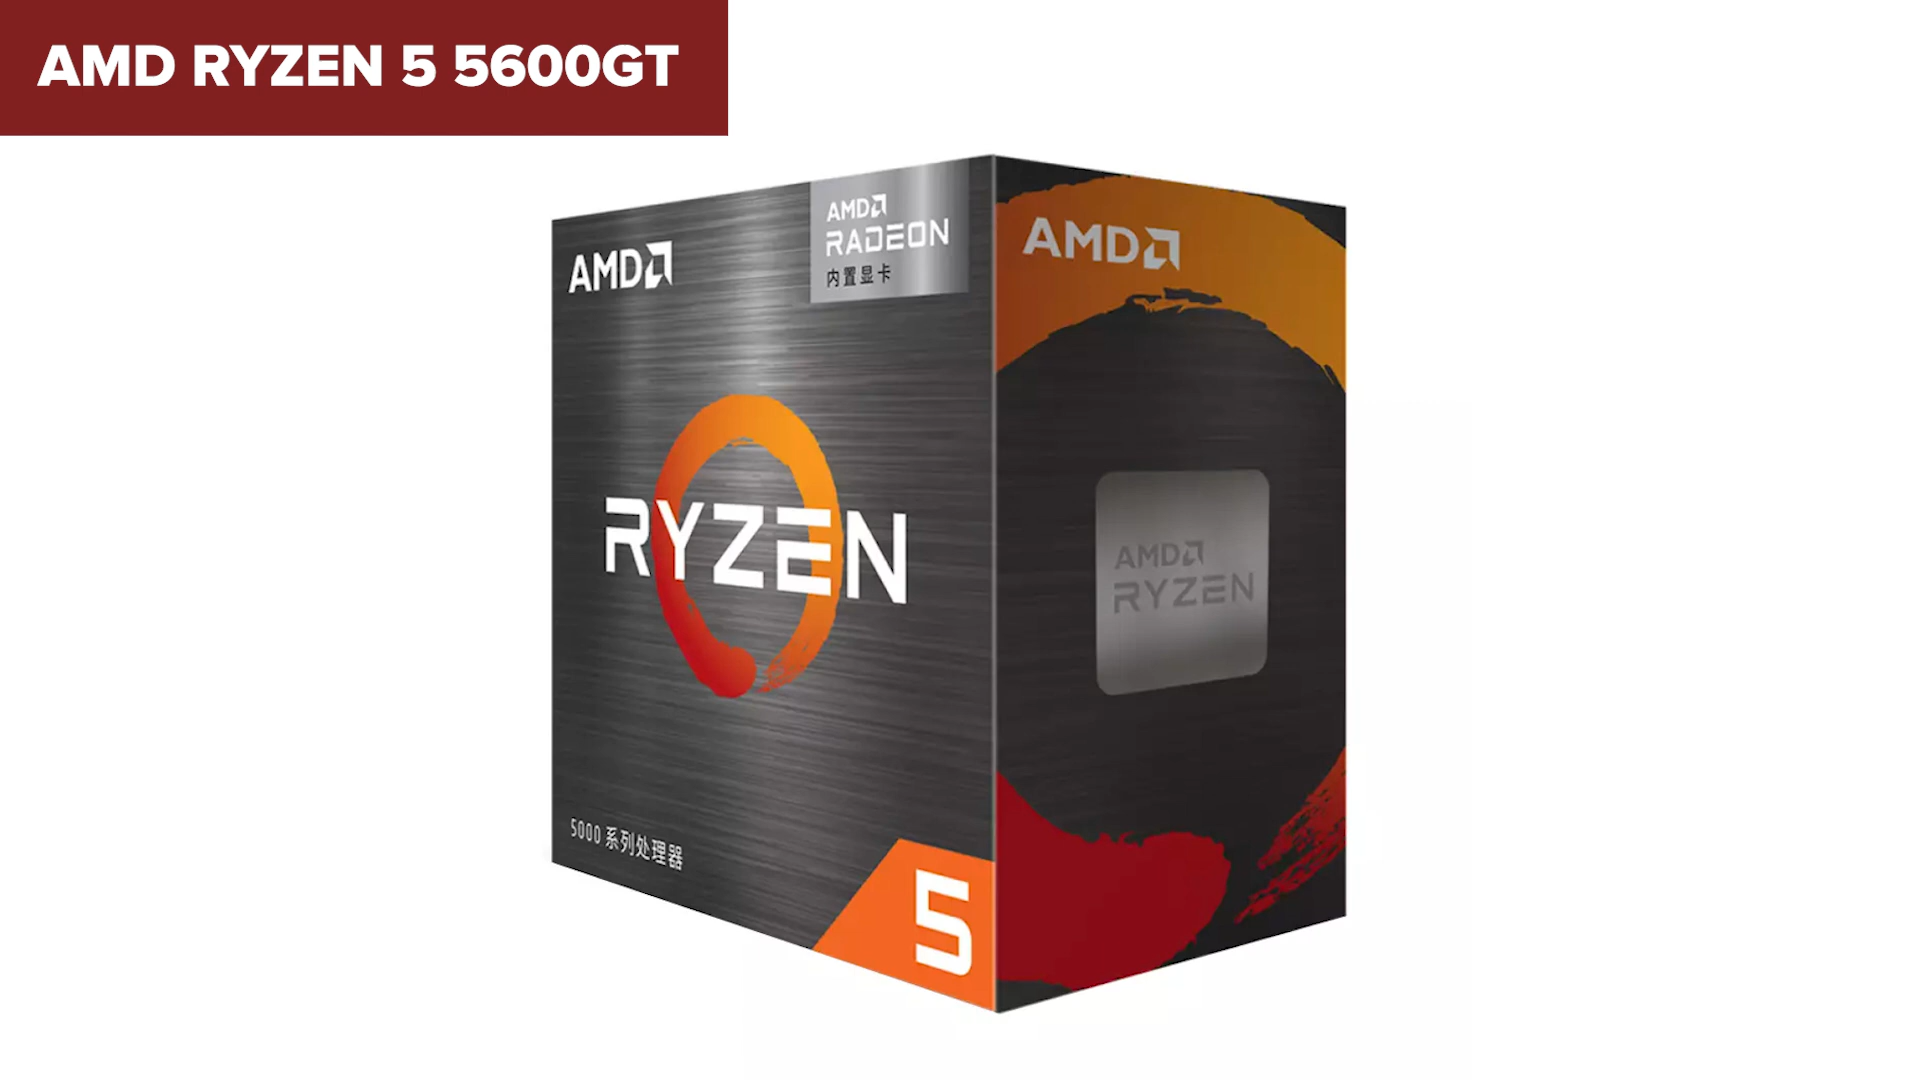 AMD RYZEN 5 5600GT
AMD
AMD
RADEON
内置显卡
RYZEN
5000 系列处理器
5
AMD
AMD
RYZEN